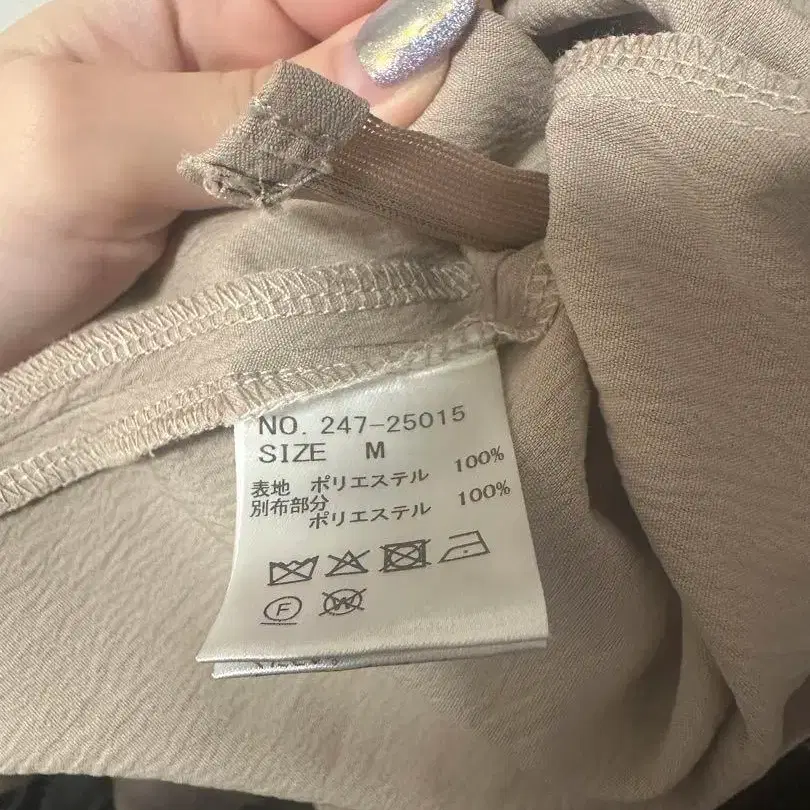 NO. 247-25015
SIZE M
表地 ポリエステル 100%
別布部分
ポリエステル 100%
F
W